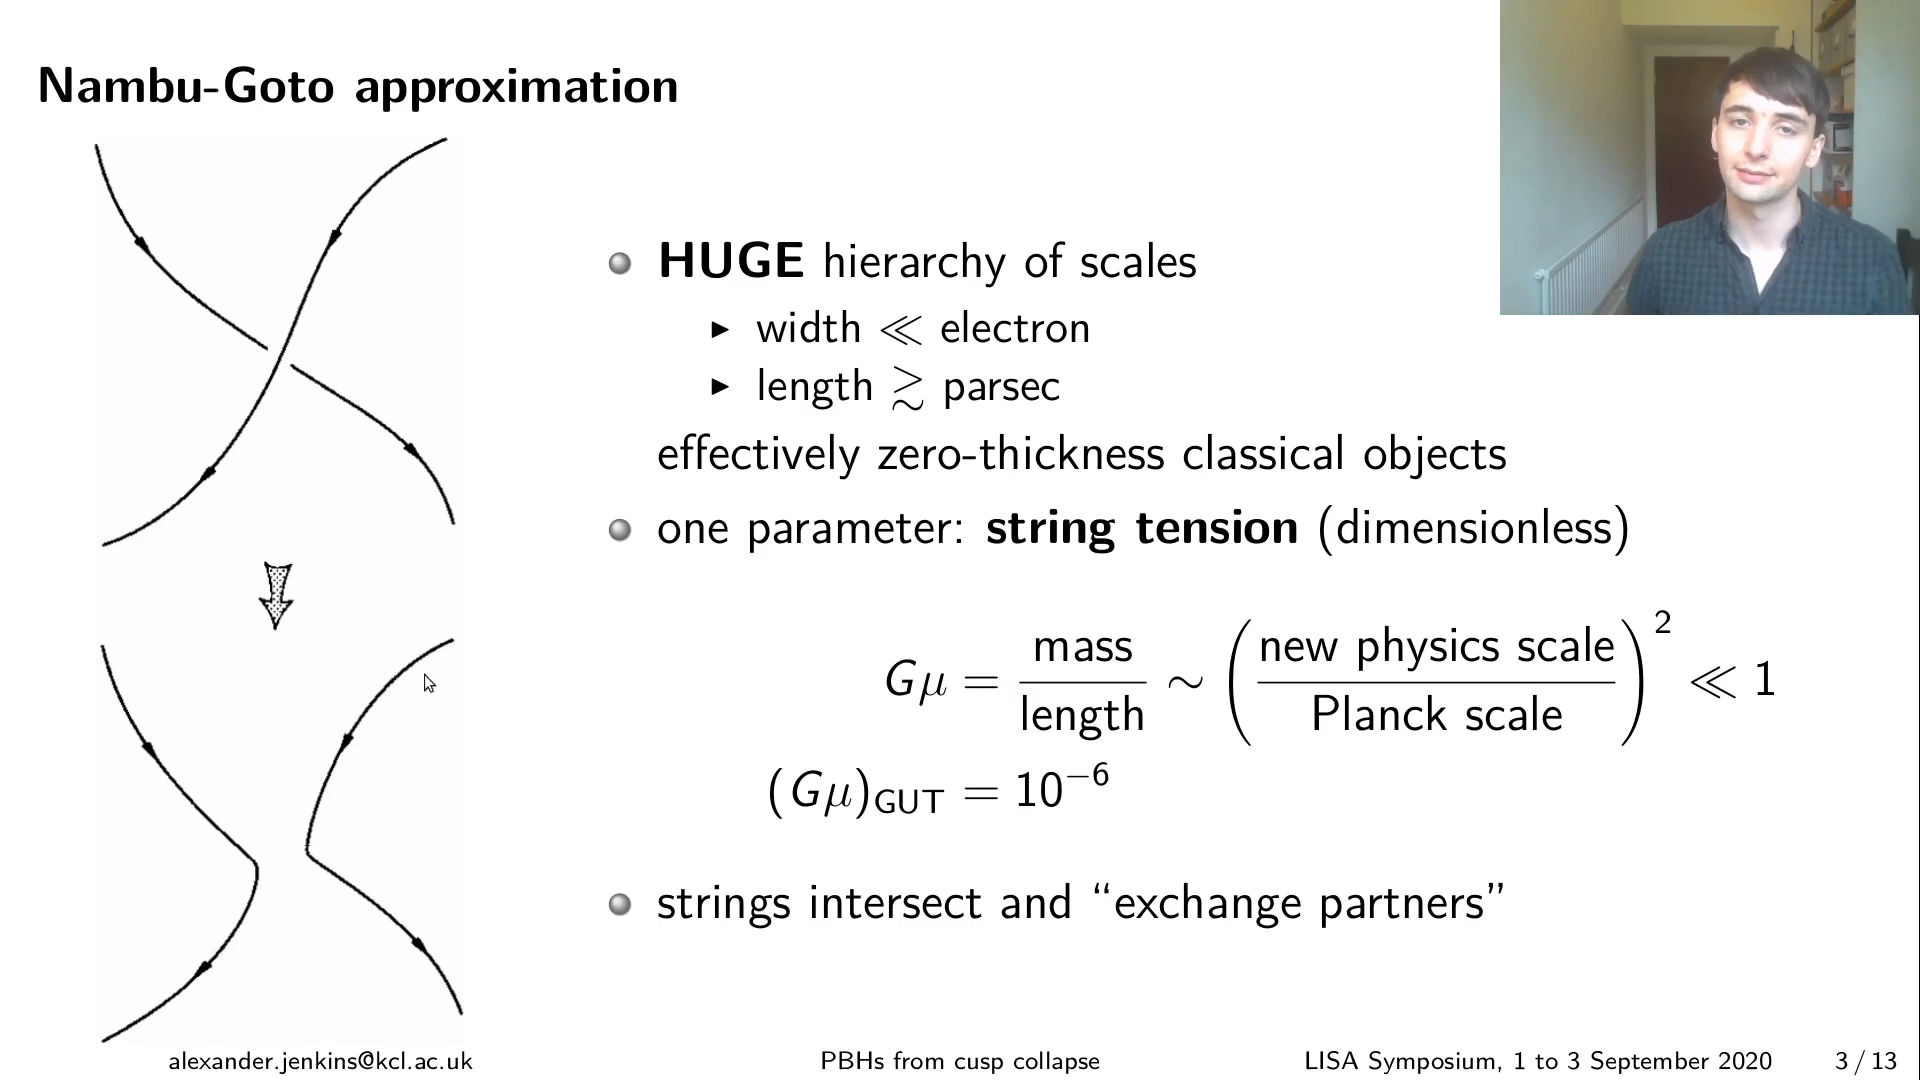 Nambu-Goto approximation
HUGE hierarchy of scales
width ≪ electron
length ≳ parsec
effectively zero-thickness classical objects
one parameter: string tension (dimensionless)
Gμ = mass/length ∼ (new physics scale/Planck scale)² ≪ 1
(Gμ)GUT = 10⁻⁶
strings intersect and “exchange partners”
alexander.jenkins@kcl.ac.uk
PBHs from cusp collapse
LISA Symposium, 1 to 3 September 2020
3 / 13